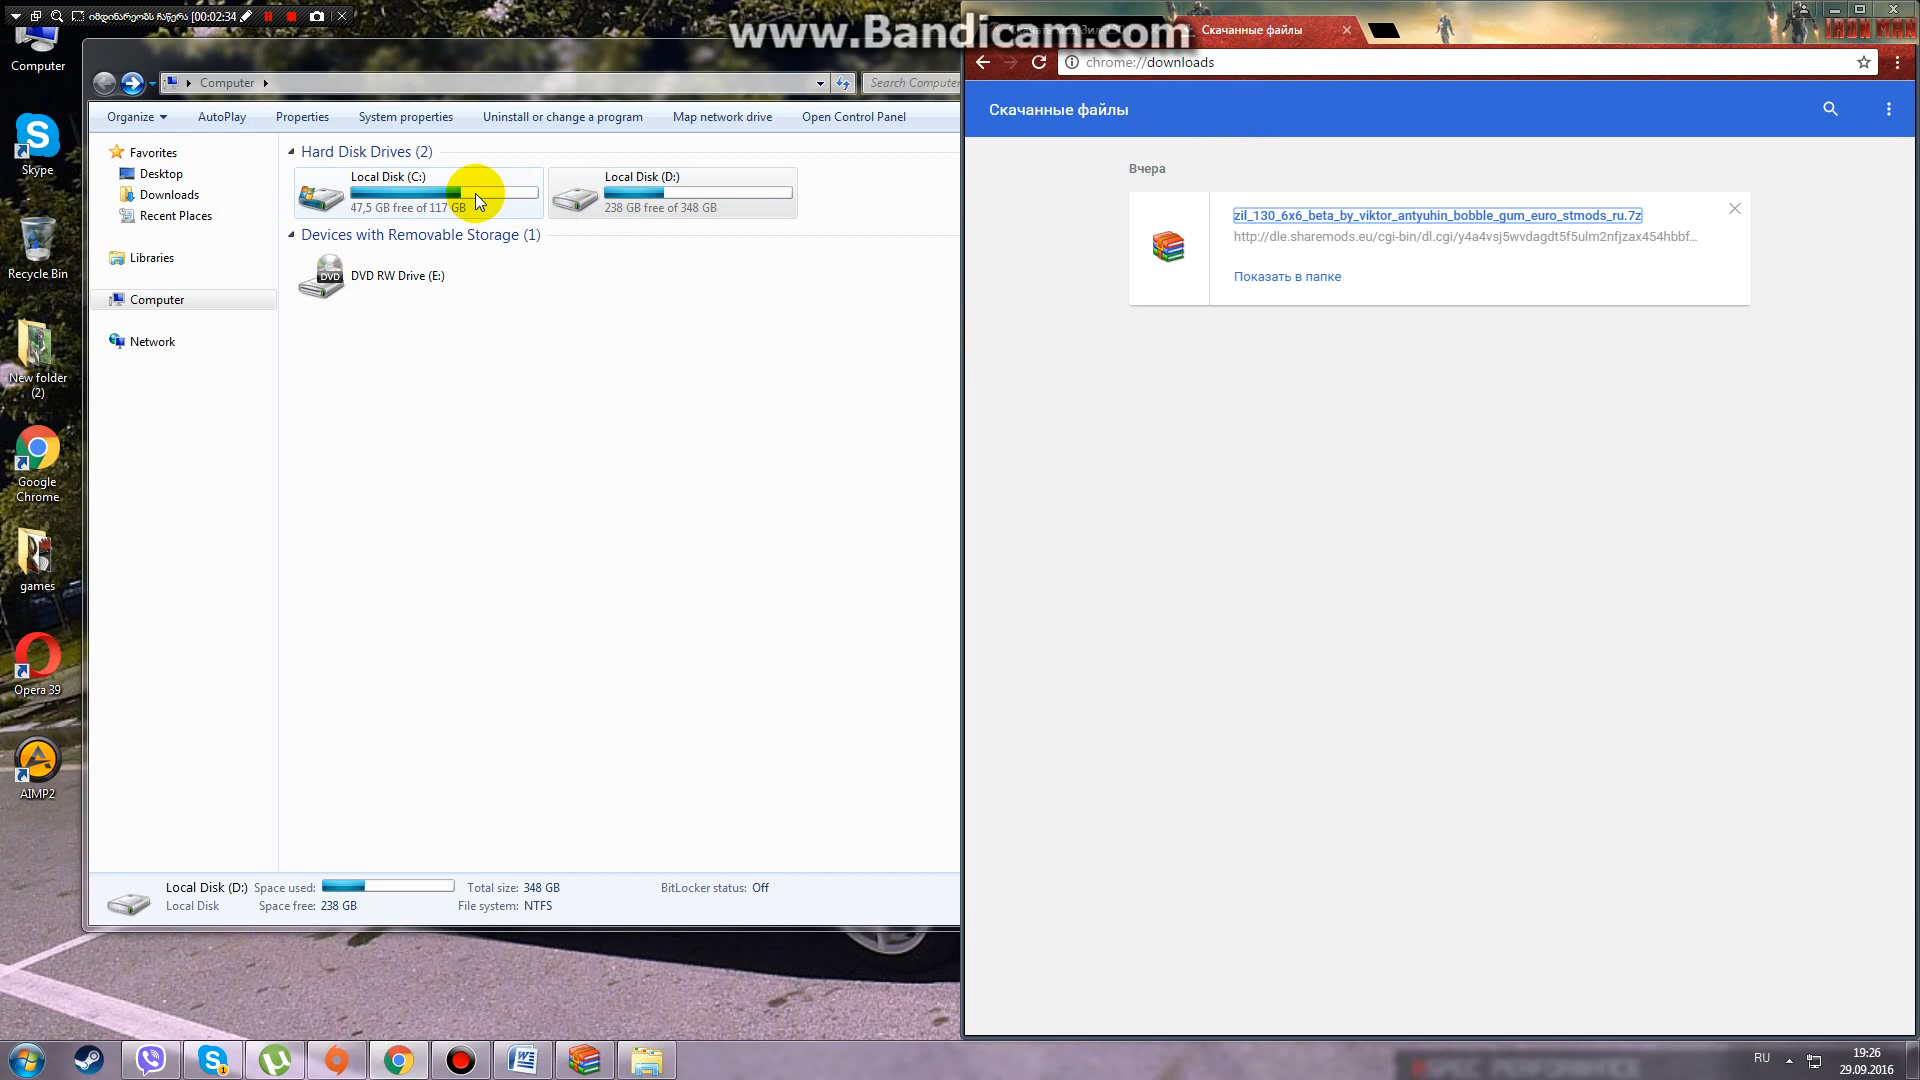 იმდინარეობს ჩაწერა [00:02:34
www.Bandicam.com
Скачанные файлы
IRON MAN
Computer
Computer
Search Computer
chrome://downloads
Organize
AutoPlay
Properties
System properties
Uninstall or change a program
Map network drive
Open Control Panel
Скачанные файлы
Favorites
Desktop
Downloads
Recent Places
Libraries
Computer
Network
Hard Disk Drives (2)
Local Disk (C:)
47,5 GB free of 117 GB
Local Disk (D:)
238 GB free of 348 GB
Devices with Removable Storage (1)
DVD
DVD RW Drive (E:)
Вчера
zil_130_6x6_beta_by_viktor_antyuhin_bobble_gum_euro_stmods_ru.7z
http://dle.sharemods.eu/cgi-bin/dl.cgi/y4a4vsj5wvdagdt5f5ulm2nfjzax454hbbf…
Показать в папке
Skype
Recycle Bin
New folder
(2)
Google
Chrome
games
Opera 39
AIMP2
Local Disk (D:)
Space used:
Total size: 348 GB
BitLocker status: Off
Local Disk
Space free: 238 GB
File system: NTFS
RU
19:26
29.09.2016